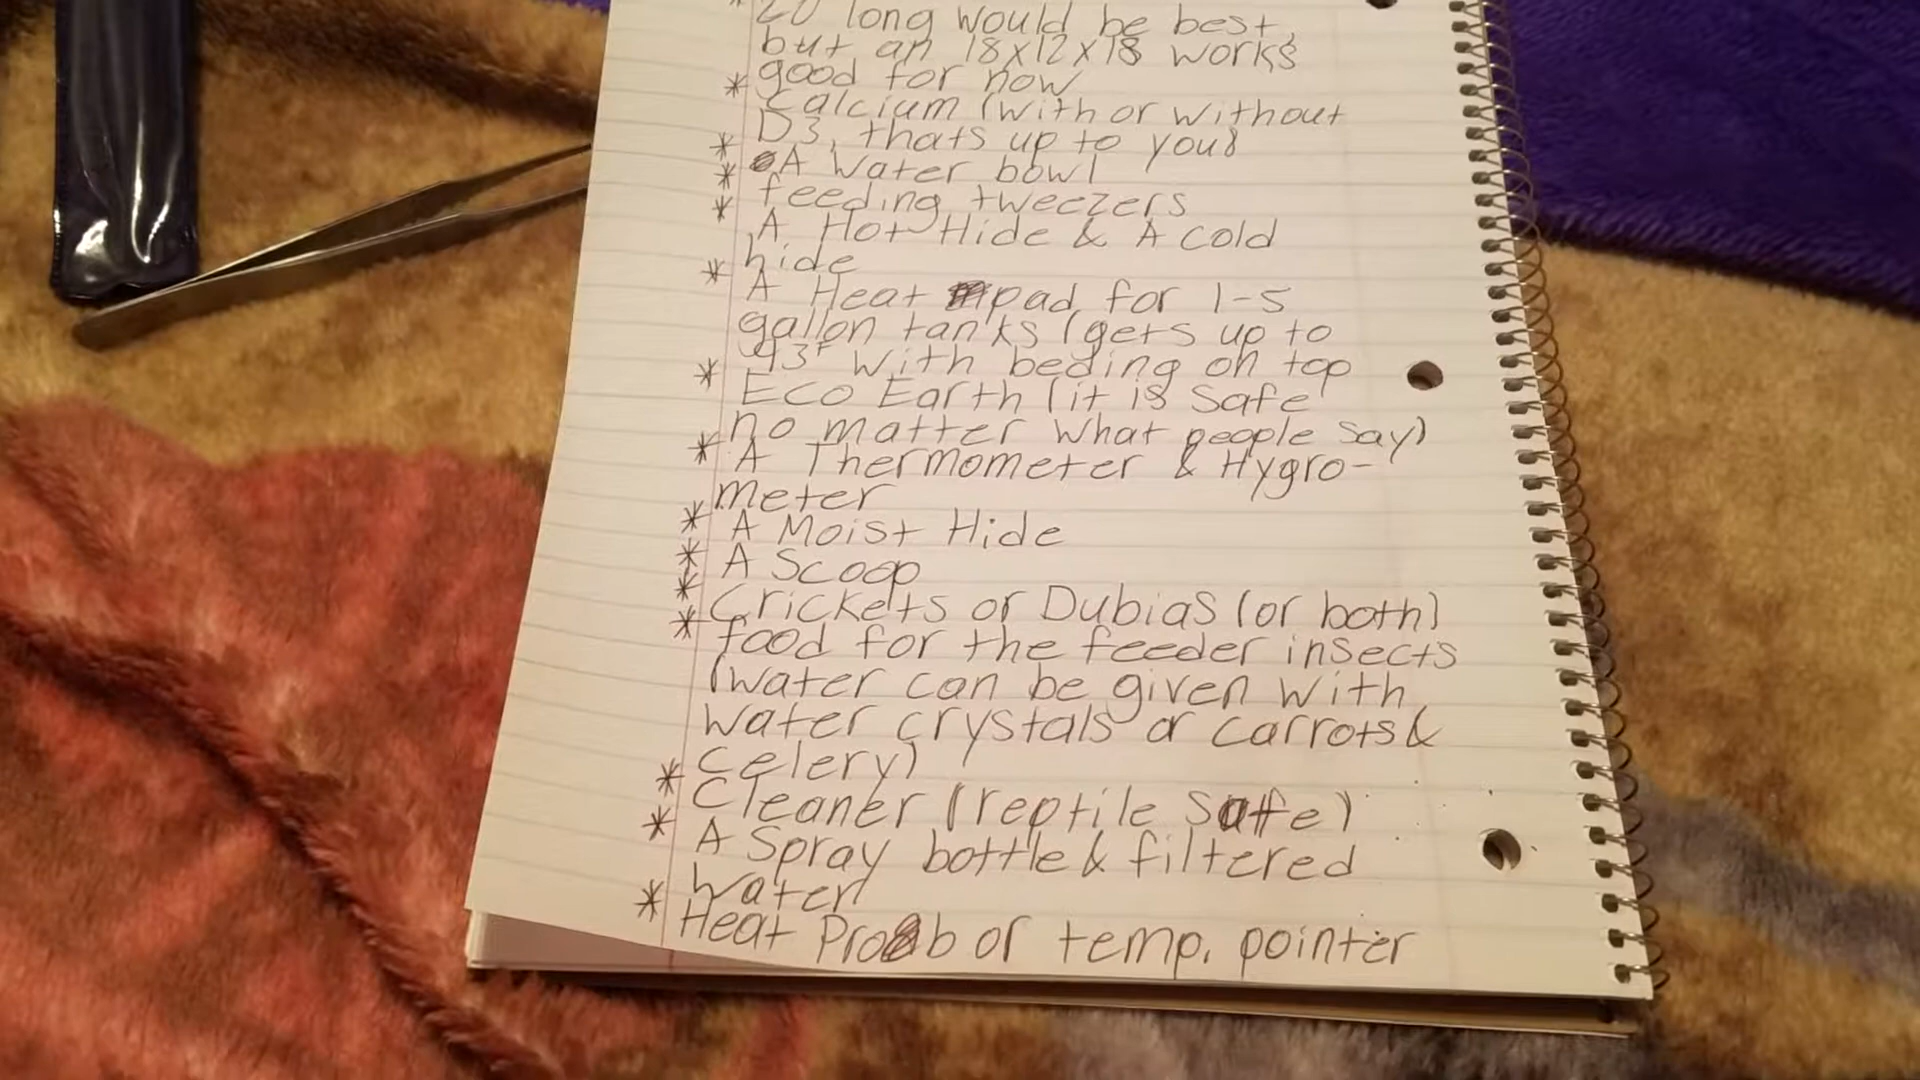 * 20 long would be best,
but an 18x12x18 works
good for now
* Calcium (with or without
D3, thats up to you)
* A Water bowl
* feeding tweezers
* A Hot Hide & A cold
hide
* A Heat pad for 1-5
gallon tanks (gets up to
93° with beding on top
* Eco Earth (it is safe
no matter what people say)
* A Thermometer & Hygro-
meter
* A Moist Hide
* A Scoop
* Crickets or Dubias (or both)
* food for the feeder insects
(water can be given with
water crystals or carrots &
celery)
* Cleaner (reptile safe)
* A Spray bottle & filtered
water
* Heat Prob or temp. pointer